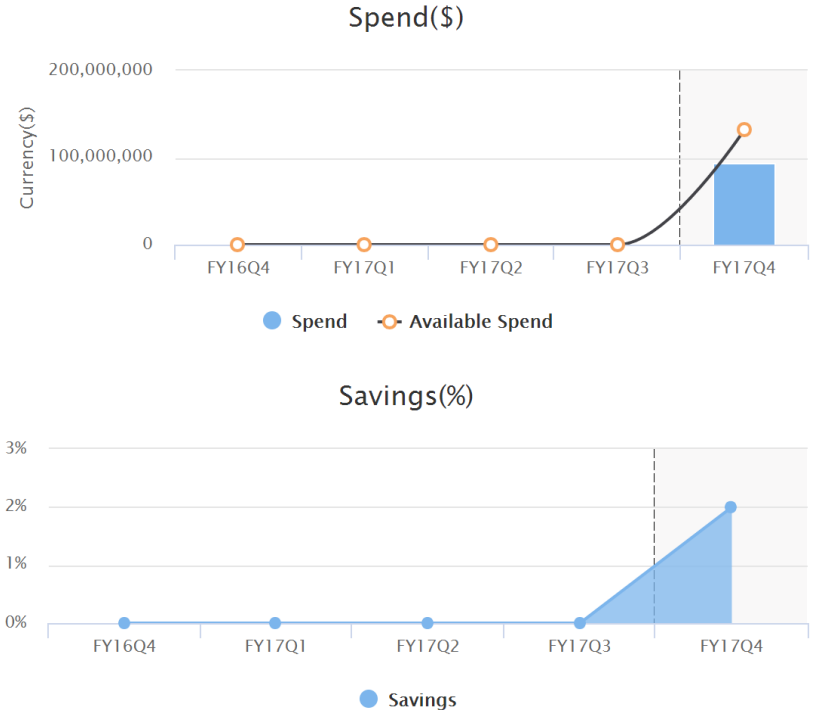 Spend($)
Currency($)
200,000,000
100,000,000
0
FY16Q4 FY17Q1 FY17Q2 FY17Q3 FY17Q4
Spend Available Spend
Savings(%)
3%
2%
1%
0%
FY16Q4 FY17Q1 FY17Q2 FY17Q3 FY17Q4
Savings